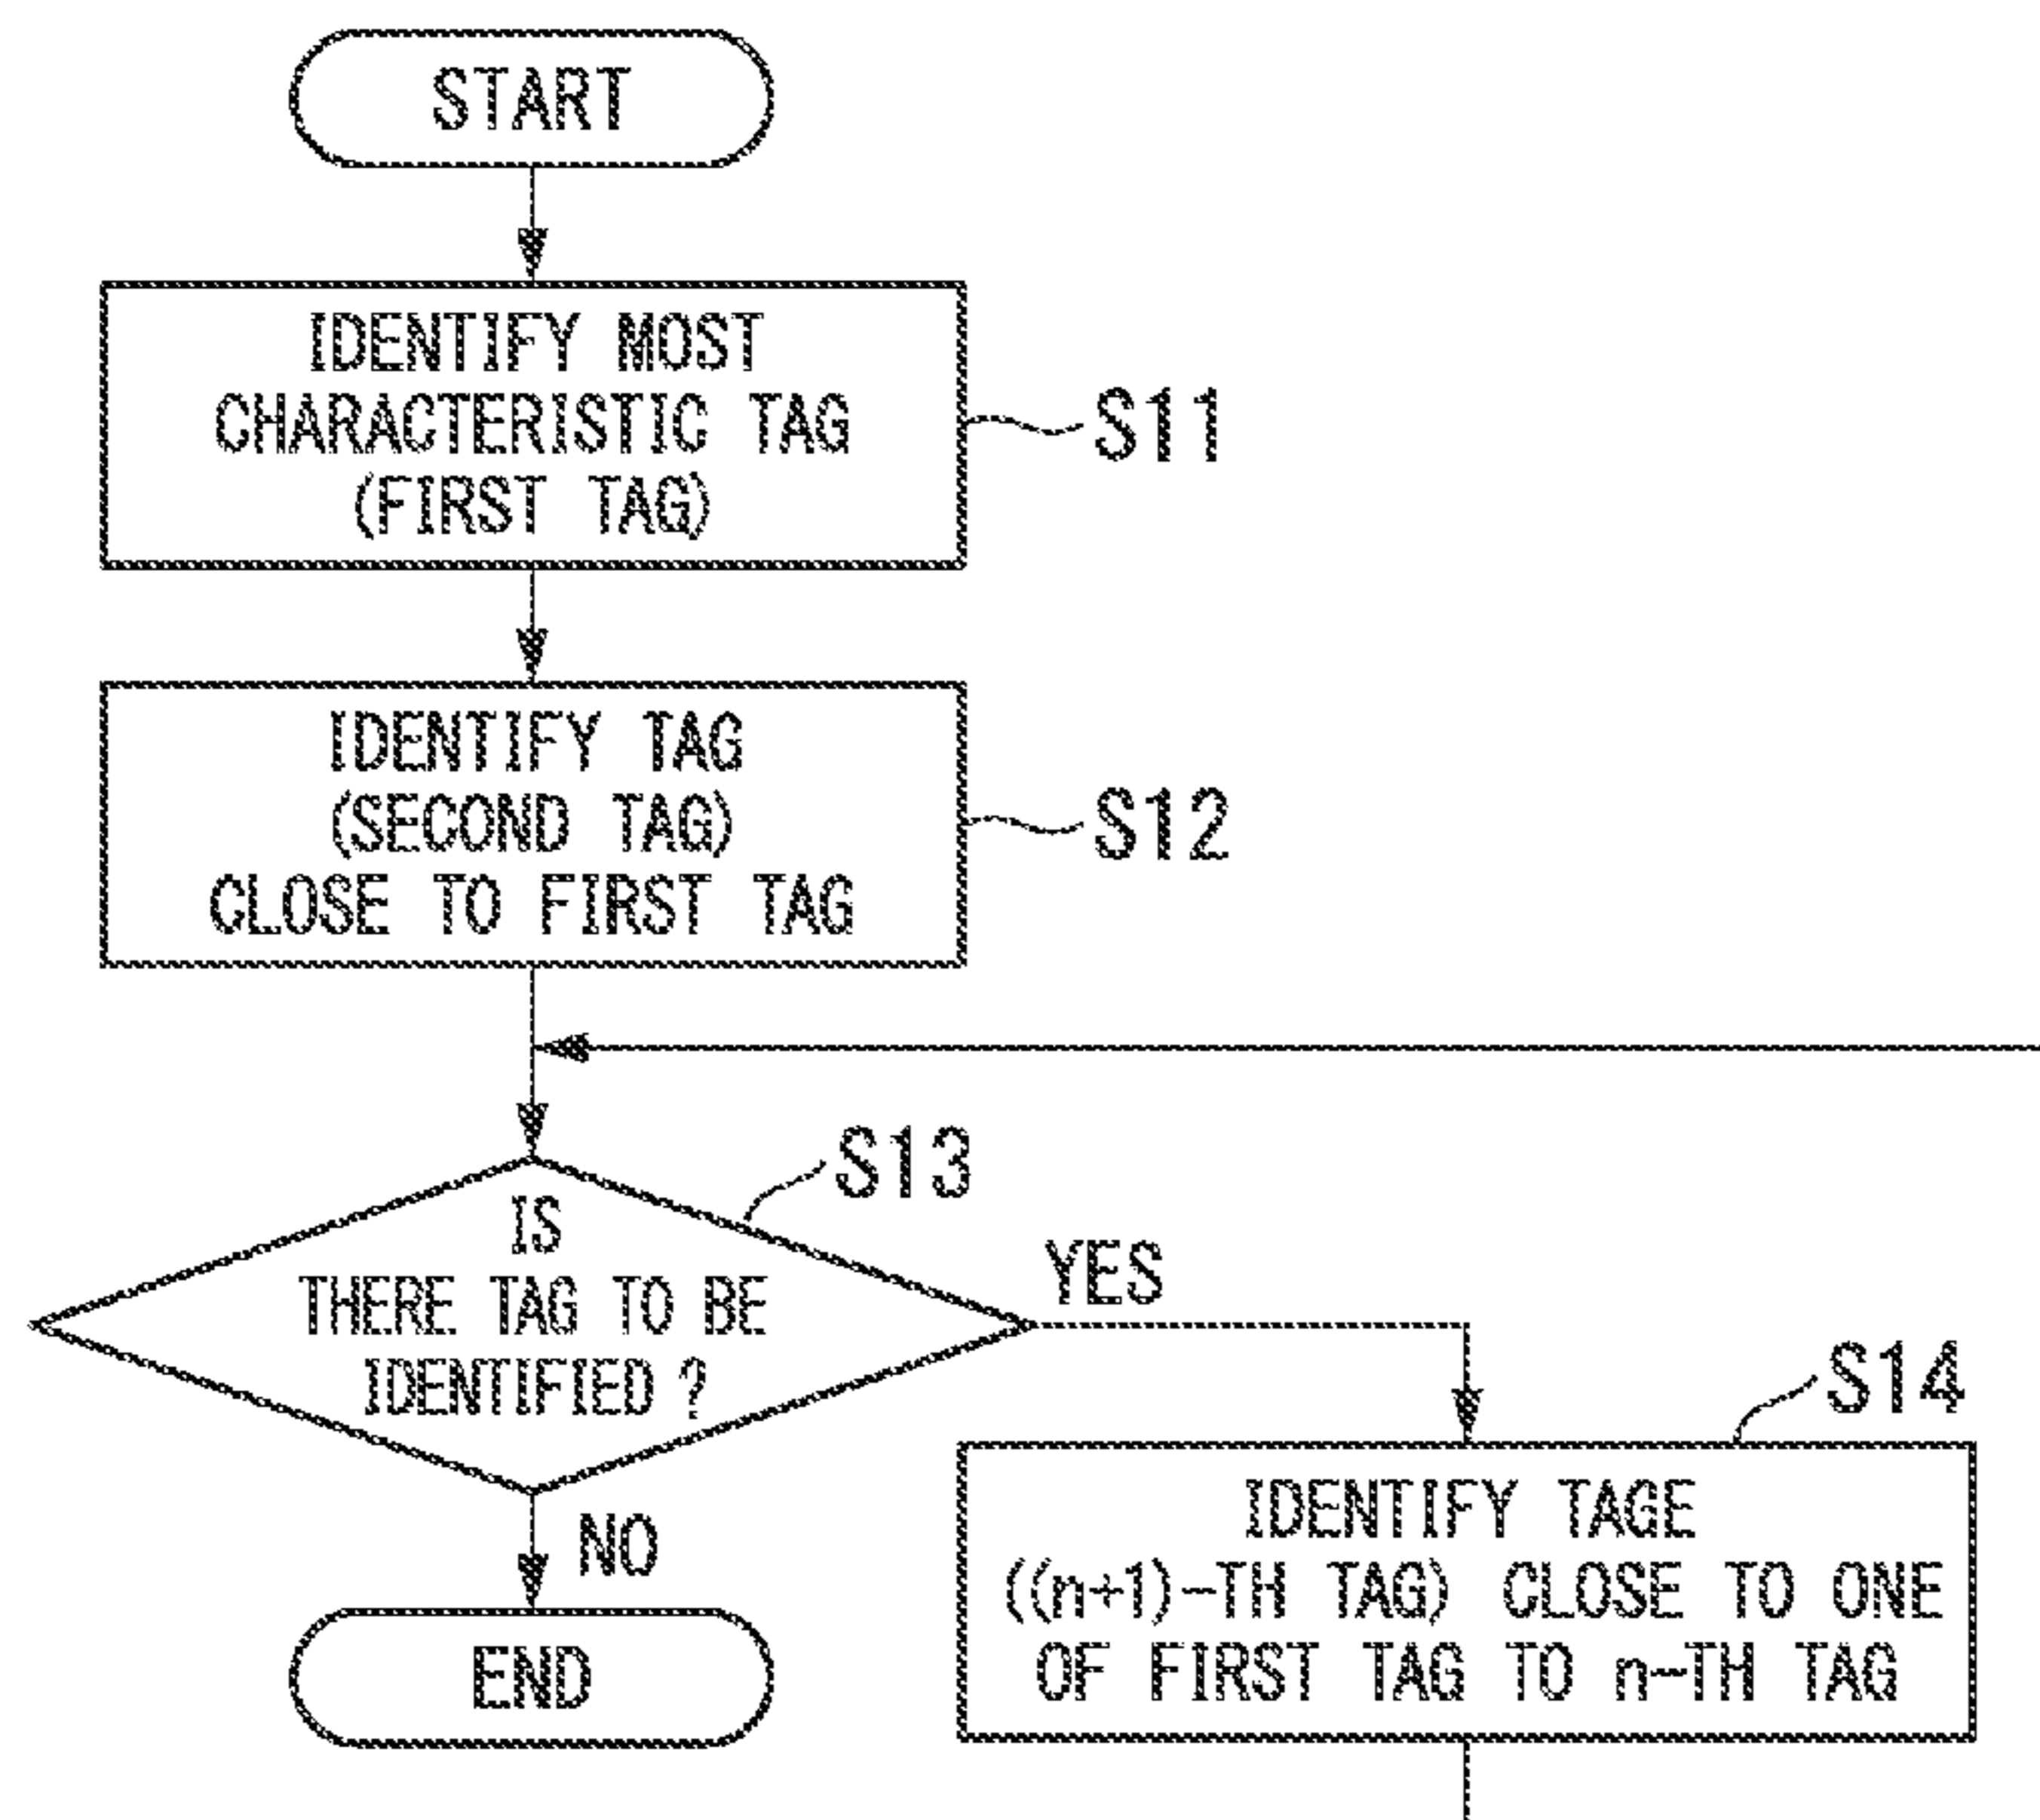 START
IDENTIFY MOST
CHARACTERISTIC TAG
(FIRST TAG)
S11
IDENTIFY TAG
(SECOND TAG)
CLOSE TO FIRST TAG
S12
S13
IS
THERE TAG TO BE
IDENTIFIED?
YES
NO
S14
IDENTIFY TAGE
((n+1)-TH TAG) CLOSE TO ONE
OF FIRST TAG TO n-TH TAG
END